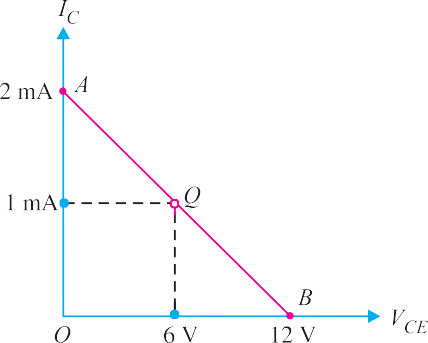 I_C
2 mA A
1 mA Q
B
V_CE
O 6 V 12 V